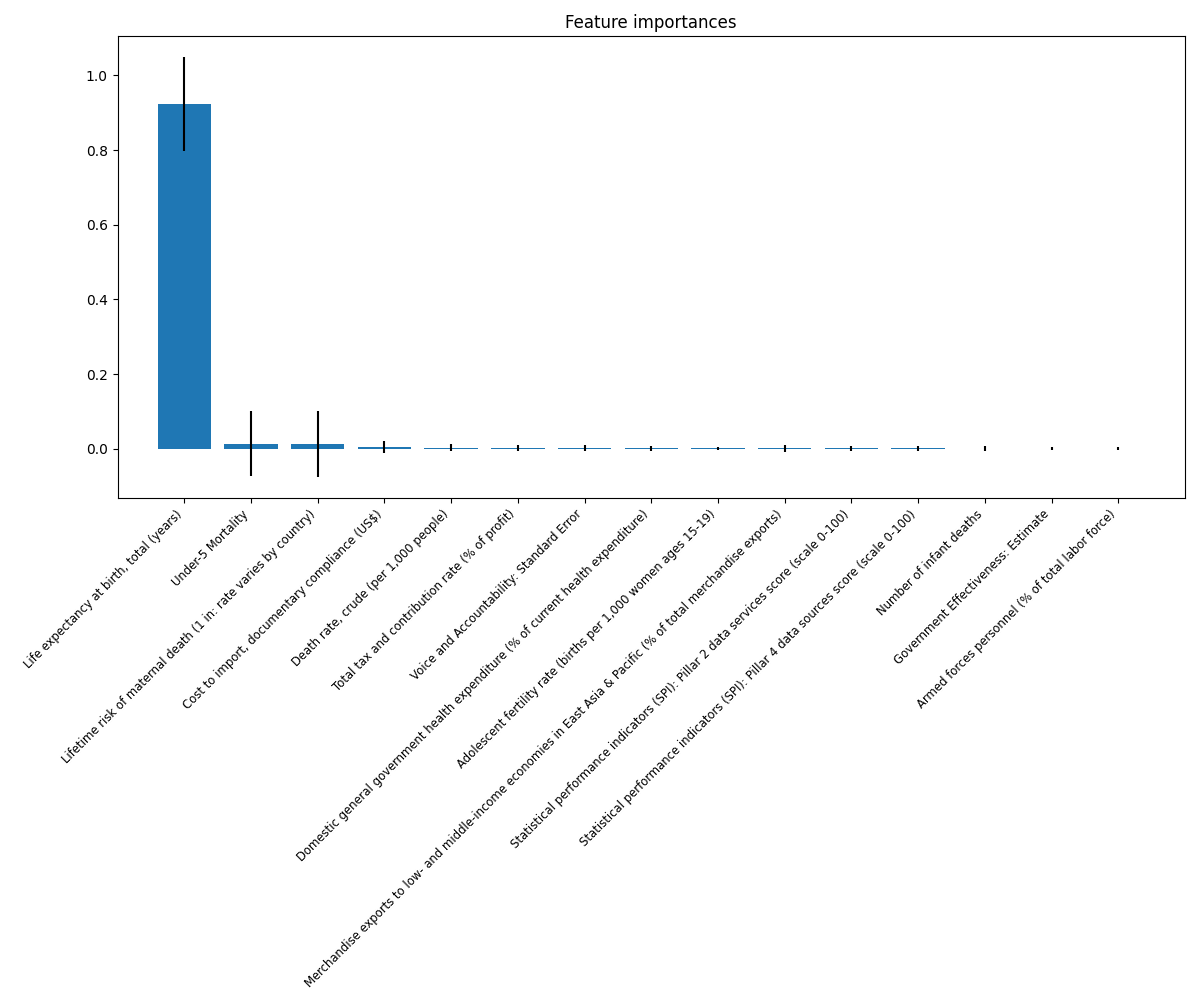 Feature importances
1.0
0.8
0.6
0.4
0.2
0.0
Life expectancy at birth, total (years)
Under-5 Mortality
Lifetime risk of maternal death (1 in: rate varies by country)
Cost to import, documentary compliance (US$)
Death rate, crude (per 1,000 people)
Total tax and contribution rate (% of profit)
Voice and Accountability: Standard Error
Domestic general government health expenditure (% of current health expenditure)
Adolescent fertility rate (births per 1,000 women ages 15-19)
Merchandise exports to low- and middle-income economies in East Asia & Pacific (% of total merchandise exports)
Statistical performance indicators (SPI): Pillar 2 data services score (scale 0-100)
Statistical performance indicators (SPI): Pillar 4 data sources score (scale 0-100)
Number of infant deaths
Government Effectiveness: Estimate
Armed forces personnel (% of total labor force)